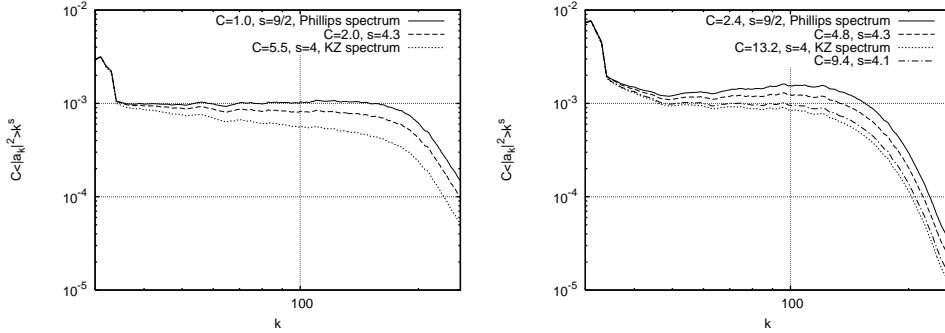 C=1.0, s=9/2, Phillips spectrum
C=2.0, s=4.3
C=5.5, s=4, KZ spectrum
10^-2
10^-3
10^-4
10^-5
C<|a_k|^2>k^s
100
k
C=2.4, s=9/2, Phillips spectrum
C=4.8, s=4.3
C=13.2, s=4, KZ spectrum
C=9.4, s=4.1
10^-2
10^-3
10^-4
10^-5
C<|a_k|^2>k^s
100
k